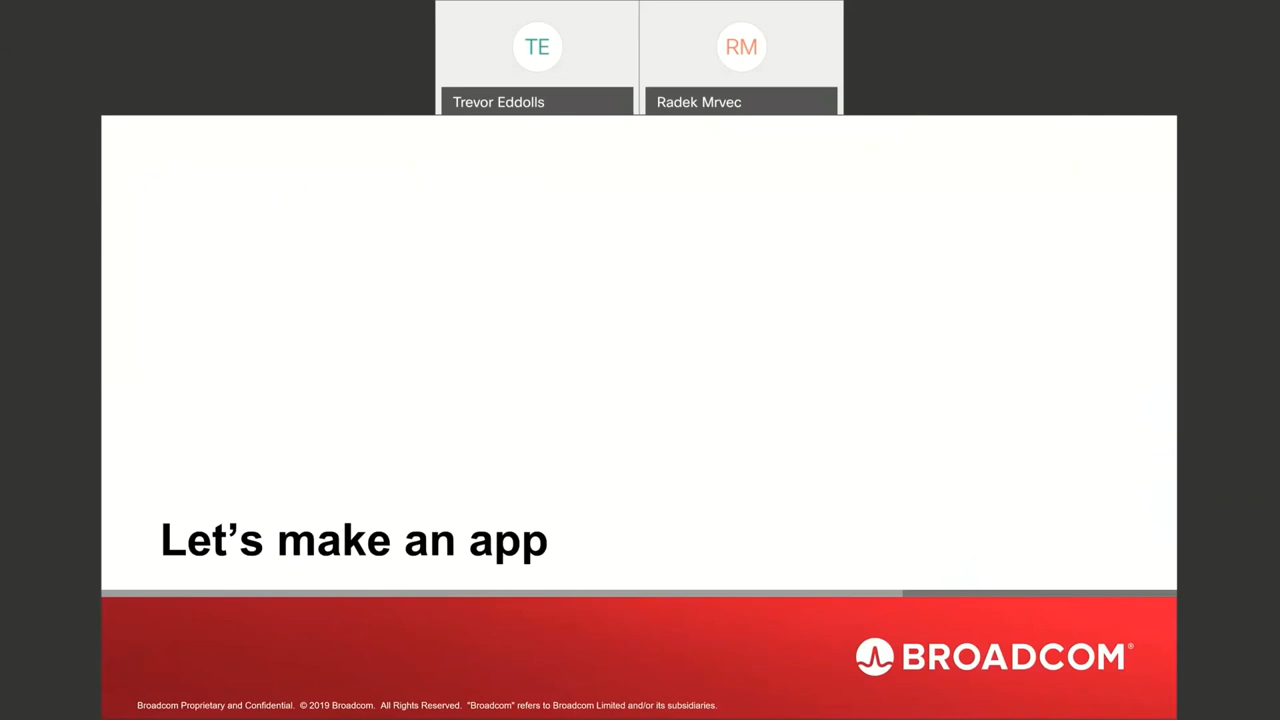 TE
RM
Trevor Eddolls
Radek Mrvec
Let’s make an app
BROADCOM®
Broadcom Proprietary and Confidential. © 2019 Broadcom. All Rights Reserved. "Broadcom" refers to Broadcom Limited and/or its subsidiaries.